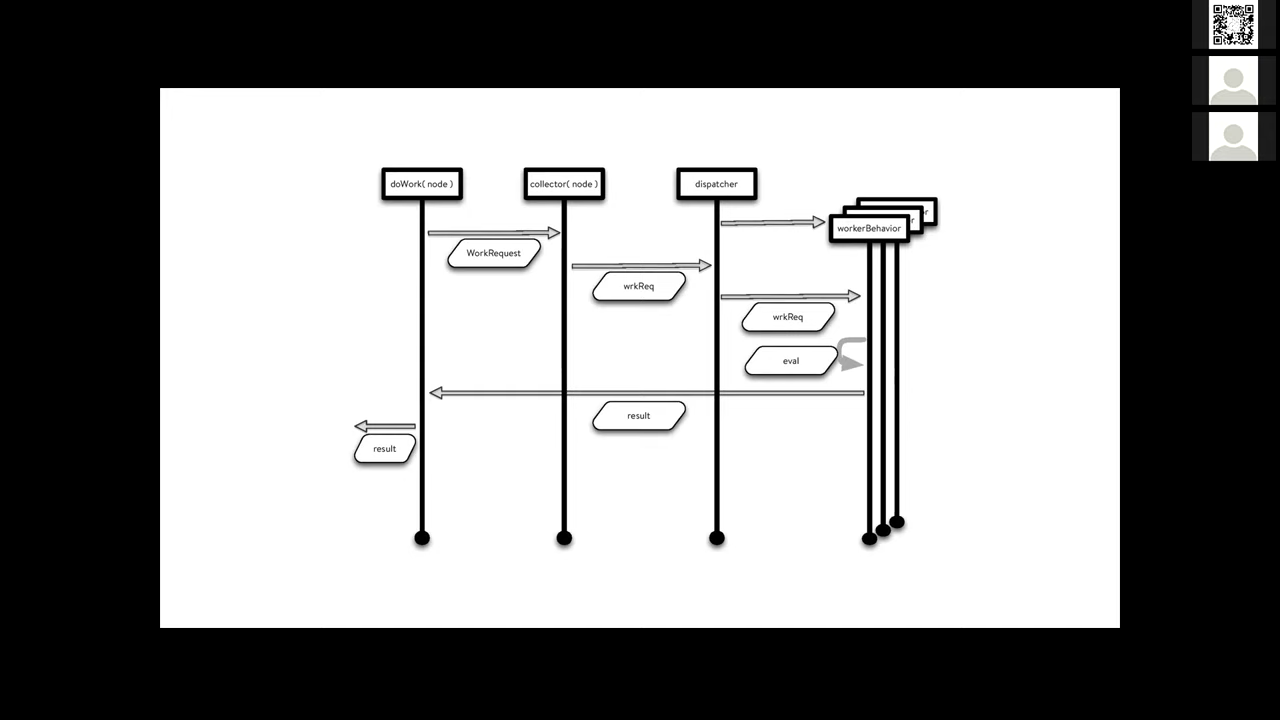 doWork( node )
collector( node )
dispatcher
workerBehavior
WorkRequest
wrkReq
wrkReq
eval
result
result